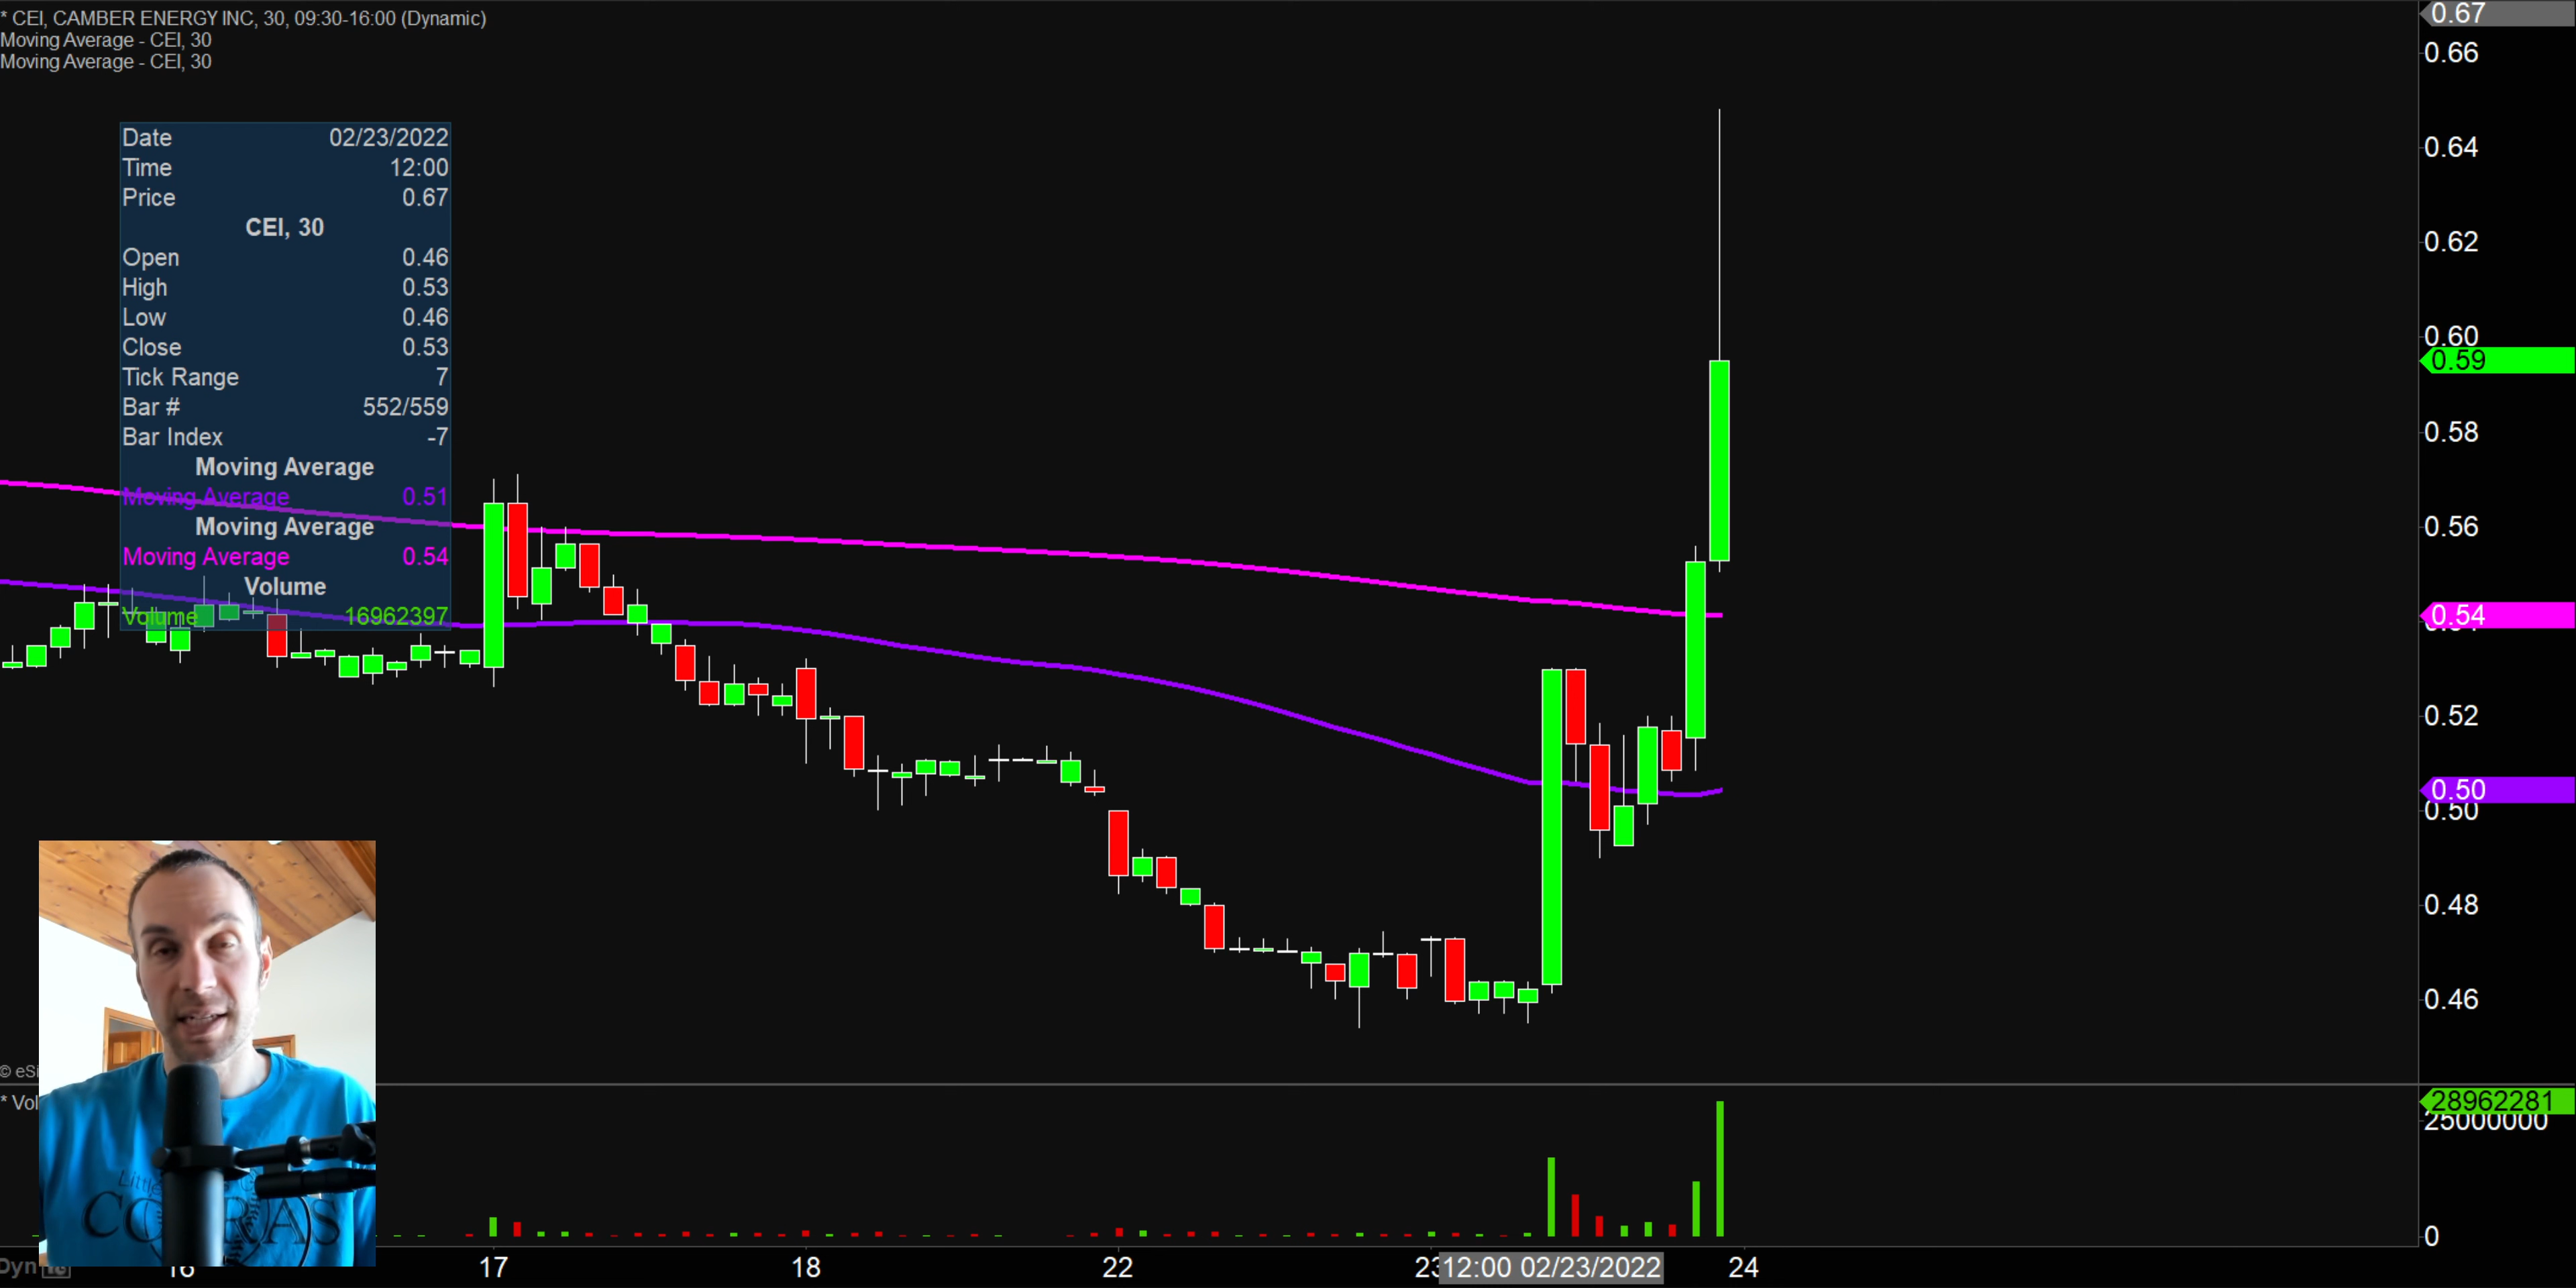 * CEI, CAMBER ENERGY INC, 30, 09:30-16:00 (Dynamic)
Moving Average - CEI, 30
Moving Average - CEI, 30
0.67
0.66
Date 02/23/2022
Time 12:00
Price 0.67
CEI, 30
Open 0.46
High 0.53
Low 0.46
Close 0.53
Tick Range 7
Bar # 552/559
Bar Index -7
Moving Average
Moving Average 0.51
Moving Average
Moving Average 0.54
Volume
Volume 16962397
0.64
0.62
0.60
0.59
0.58
0.56
0.54
0.52
0.50
0.50
0.48
0.46
© eSi
* Vol
28962281
25000000
0
Dyn 16 17 18 22 23 12:00 02/23/2022 24